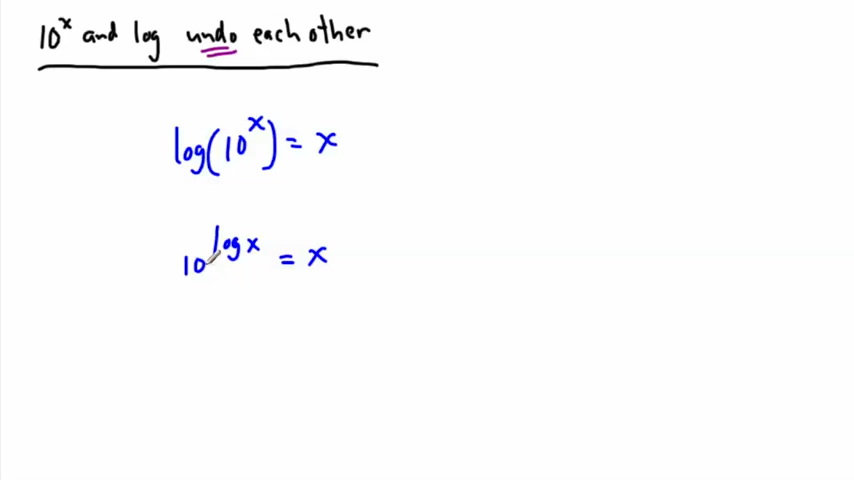 10^x and log undo each other
log(10^x) = x
10^log x = x